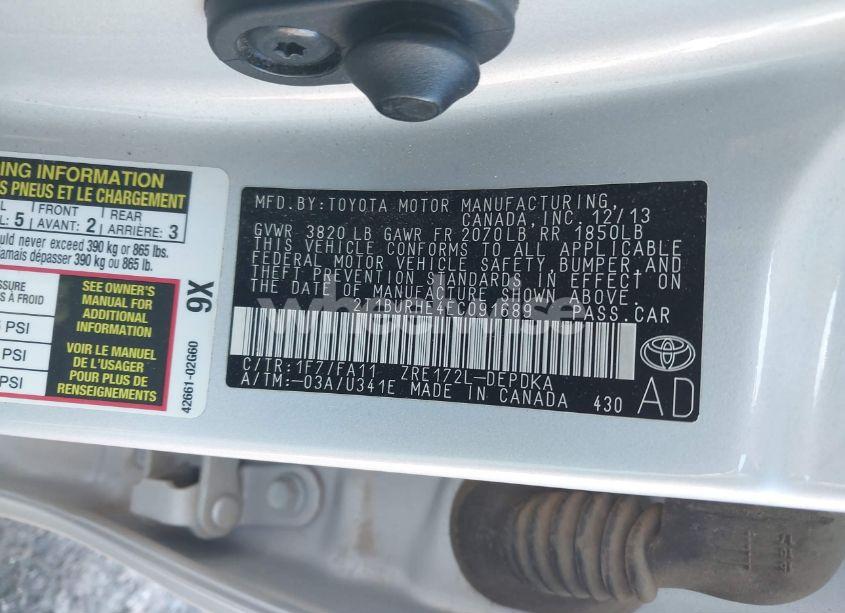 ING INFORMATION
S PNEUS ET LE CHARGEMENT
L FRONT REAR
L: 5 AVANT: 2 ARRIÈRE: 3
ould never exceed 390 kg or 865 lbs.
jamais dépasser 390 kg ou 865 lb.
SSURE
S À FROID
PSI
PSI
SEE OWNER'S
MANUAL FOR
ADDITIONAL
INFORMATION
VOIR LE MANUEL
DE L'USAGER
POUR PLUS DE
RENSEIGNEMENTS
9X
42661-02G60
MFD.BY:TOYOTA MOTOR MANUFACTURING,
CANADA, INC. 12/13
GVWR 3820 LB GAWR FR 2070LB RR 1850LB
THIS VEHICLE CONFORMS TO ALL APPLICABLE
FEDERAL MOTOR VEHICLE SAFETY, BUMPER, AND
THEFT PREVENTION STANDARDS IN EFFECT ON
THE DATE OF MANUFACTURE SHOWN ABOVE.
2T1BURHE4EC091689 PASS.CAR
C/TR:1F7/FA11 ZRE172L-DEPDKA
A/TM:-03A/U341E MADE IN CANADA 430
AD